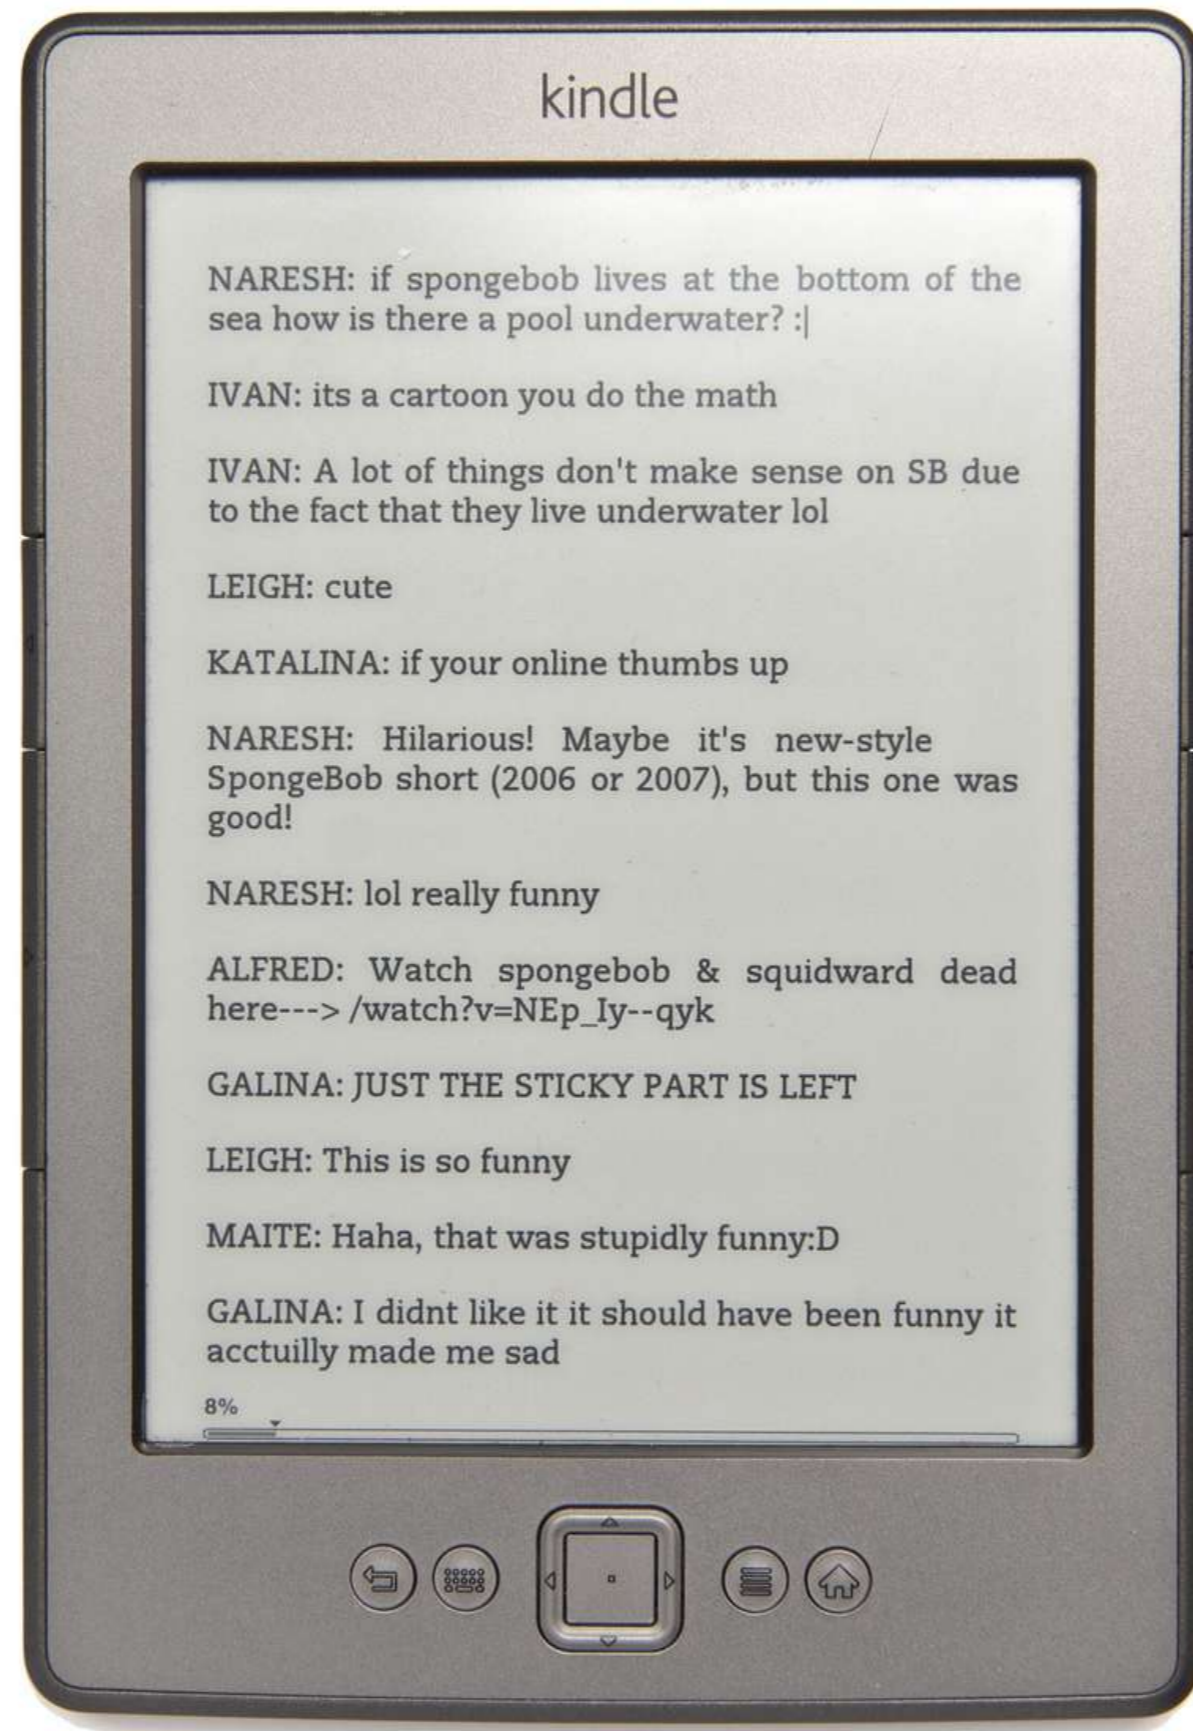 kindle
NARESH: if spongebob lives at the bottom of the
sea how is there a pool underwater? :|
IVAN: its a cartoon you do the math
IVAN: A lot of things don't make sense on SB due
to the fact that they live underwater lol
LEIGH: cute
KATALINA: if your online thumbs up
NARESH: Hilarious! Maybe it's new-style
SpongeBob short (2006 or 2007), but this one was
good!
NARESH: lol really funny
ALFRED: Watch spongebob & squidward dead
here---> /watch?v=NEp_Iy--qyk
GALINA: JUST THE STICKY PART IS LEFT
LEIGH: This is so funny
MAITE: Haha, that was stupidly funny:D
GALINA: I didnt like it it should have been funny it
acctuilly made me sad
8%